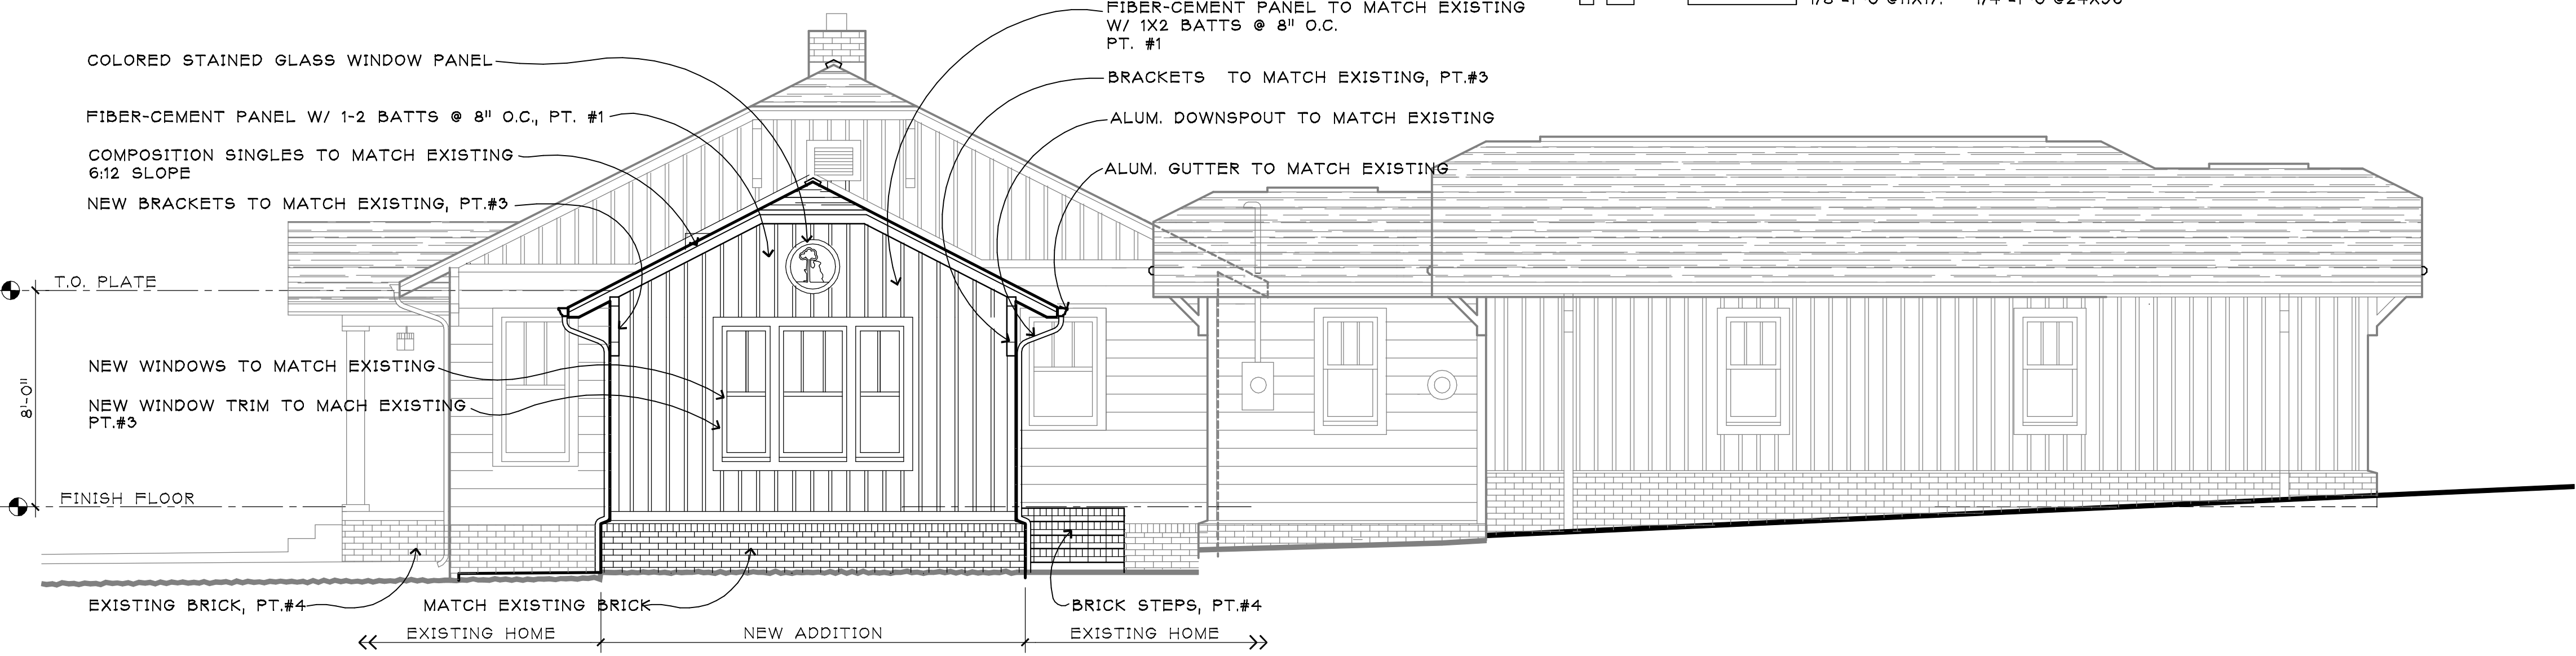 FIBER-CEMENT PANEL TO MATCH EXISTING
W/ 1X2 BATTS @ 8" O.C.
PT. #1
COLORED STAINED GLASS WINDOW PANEL
BRACKETS TO MATCH EXISTING, PT.#3
FIBER-CEMENT PANEL W/ 1-2 BATTS @ 8" O.C., PT. #1
ALUM. DOWNSPOUT TO MATCH EXISTING
COMPOSITION SINGLES TO MATCH EXISTING
6:12 SLOPE
ALUM. GUTTER TO MATCH EXISTING
NEW BRACKETS TO MATCH EXISTING, PT.#3
T.O. PLATE
NEW WINDOWS TO MATCH EXISTING
8'-0"
NEW WINDOW TRIM TO MACH EXISTING
PT.#3
FINISH FLOOR
EXISTING BRICK, PT.#4
MATCH EXISTING BRICK
BRICK STEPS, PT.#4
EXISTING HOME
NEW ADDITION
EXISTING HOME